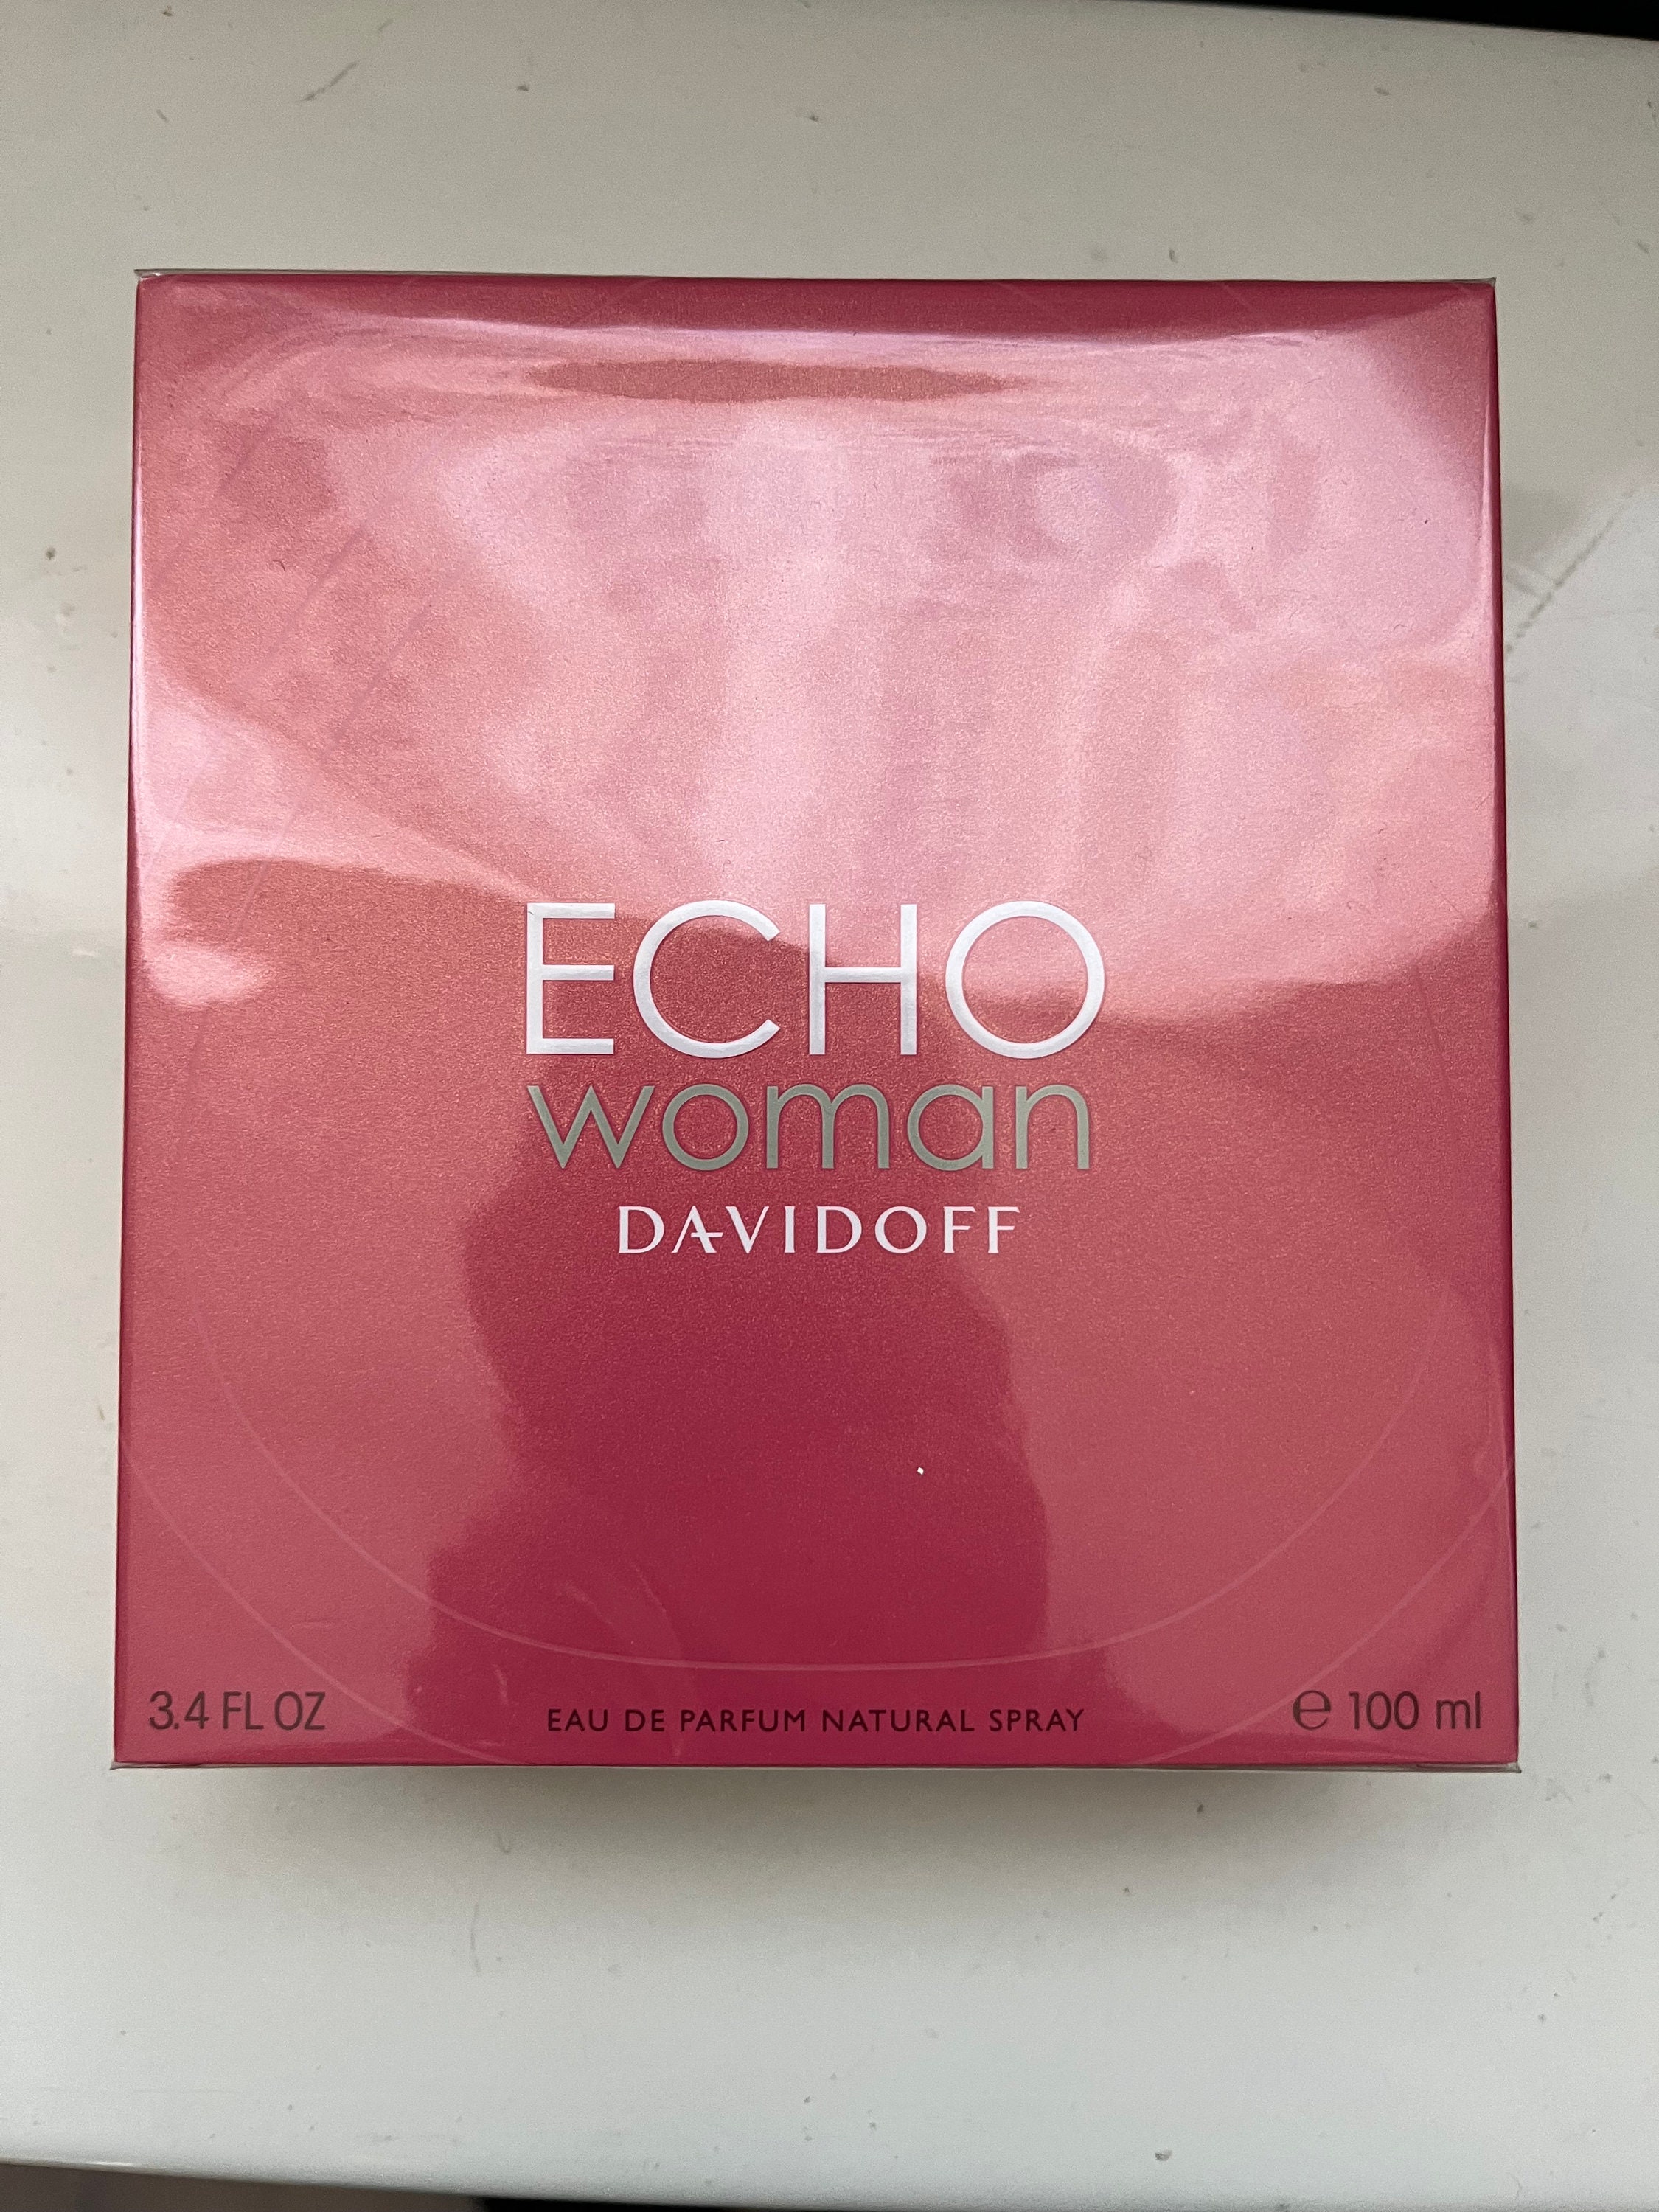 ECHO
woman
DAVIDOFF
3.4 FL OZ
EAU DE PARFUM NATURAL SPRAY
℮ 100 ml